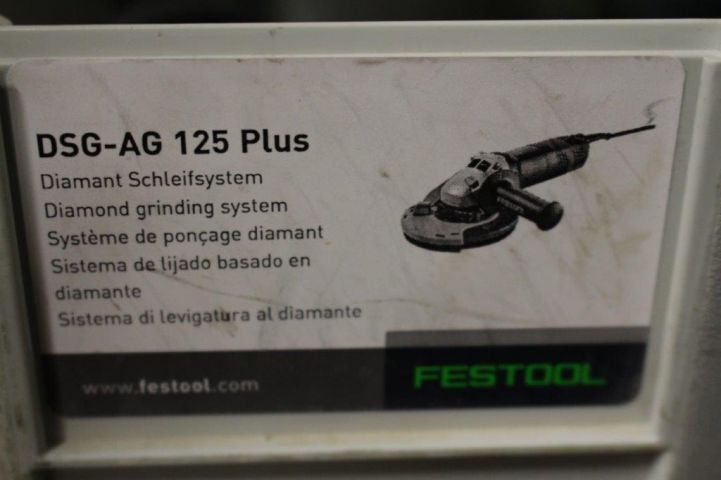 DSG-AG 125 Plus
Diamant Schleifsystem
Diamond grinding system
Système de ponçage diamant
Sistema de lijado basado en
diamante
Sistema di levigatura al diamante
www.festool.com
FESTOOL